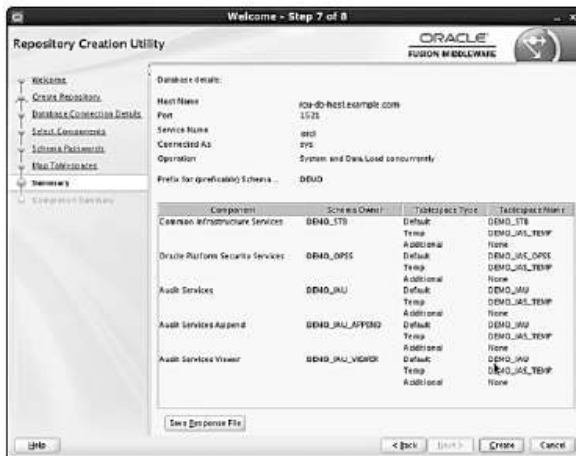 Welcome - Step 7 of 8
Repository Creation Utility
ORACLE
FUSION MIDDLEWARE
Welcome
Create Repository
Database Connection Details
Select Components
Schema Passwords
Map Tablespaces
Summary
Completion Summary
Database details:
Host Name rcu-db-host.example.com
Port 1521
Service Name orcl
Connected As sys
Operation System and Data Load concurrently
Prefix for (prefixable) Schema ... DEMO
Component Schema Owner Tablespace Type Tablespace Name
Common Infrastructure Services DEMO_STB Default DEMO_STB
Temp DEMO_IAS_TEMP
Additional None
Oracle Platform Security Services DEMO_OPSS Default DEMO_IAS_OPSS
Temp DEMO_IAS_TEMP
Additional None
Audit Services DEMO_IAU Default DEMO_IAU
Temp DEMO_IAS_TEMP
Additional None
Audit Services Append DEMO_IAU_APPEND Default DEMO_IAU
Temp DEMO_IAS_TEMP
Additional None
Audit Services Viewer DEMO_IAU_VIEWER Default DEMO_IAU
Temp DEMO_IAS_TEMP
Additional None
Save Response File
Help < Back Next > Create Cancel